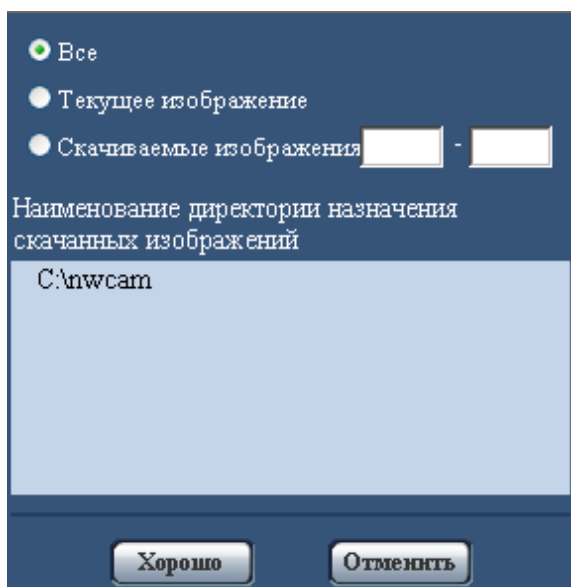 Все
Текущее изображение
Скачиваемые изображения -
Наименование директории назначения
скачанных изображений
C:\nwcam
Хорошо Отменить